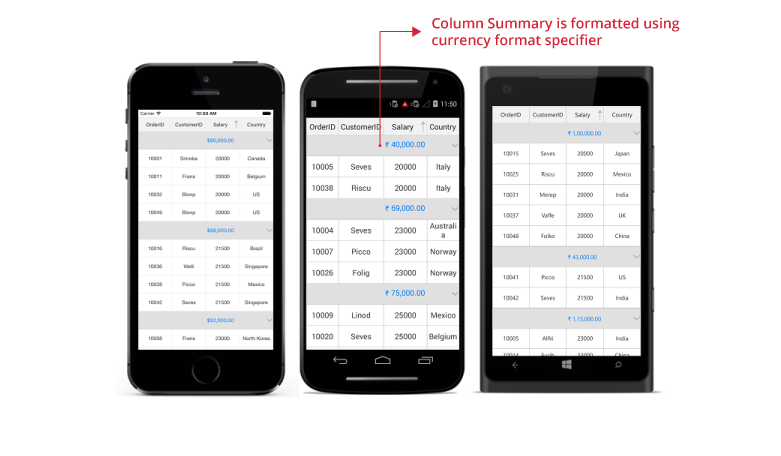 Column Summary is formatted using
currency format specifier
Carrier
10:50 AM
OrderID CustomerID Salary Country
$80,000.00
10001 Simoba 20000 Canada
10011 Frans 20000 Belgium
10032 Blonp 20000 US
10049 Blonp 20000 US
$86,000.00
10016 Riscu 21500 Brazil
10036 Walli 21500 Singapore
10038 Picco 21500 Mexico
10042 Seves 21500 Singapore
$92,000.00
10008 Frans 23000 North Korea
11:50
OrderID CustomerID Salary Country
₹ 40,000.00
10005 Seves 20000 Italy
10038 Riscu 20000 Italy
₹ 69,000.00
10004 Seves 23000 Australi
a
10007 Picco 23000 Norway
10026 Folig 23000 Norway
₹ 75,000.00
10009 Linod 25000 Mexico
10020 Seves 25000 Belgium
OrderID CustomerID Salary Country
₹ 1,00,000.00
10015 Seves 20000 Japan
10025 Riscu 20000 Mexico
10031 Merep 20000 India
10037 Vaffe 20000 UK
10048 Folko 20000 China
₹ 43,000.00
10041 Picco 21500 US
10042 Seves 21500 India
₹ 1,15,000.00
10005 Alfki 23000 India
10014 Furib 23000 China